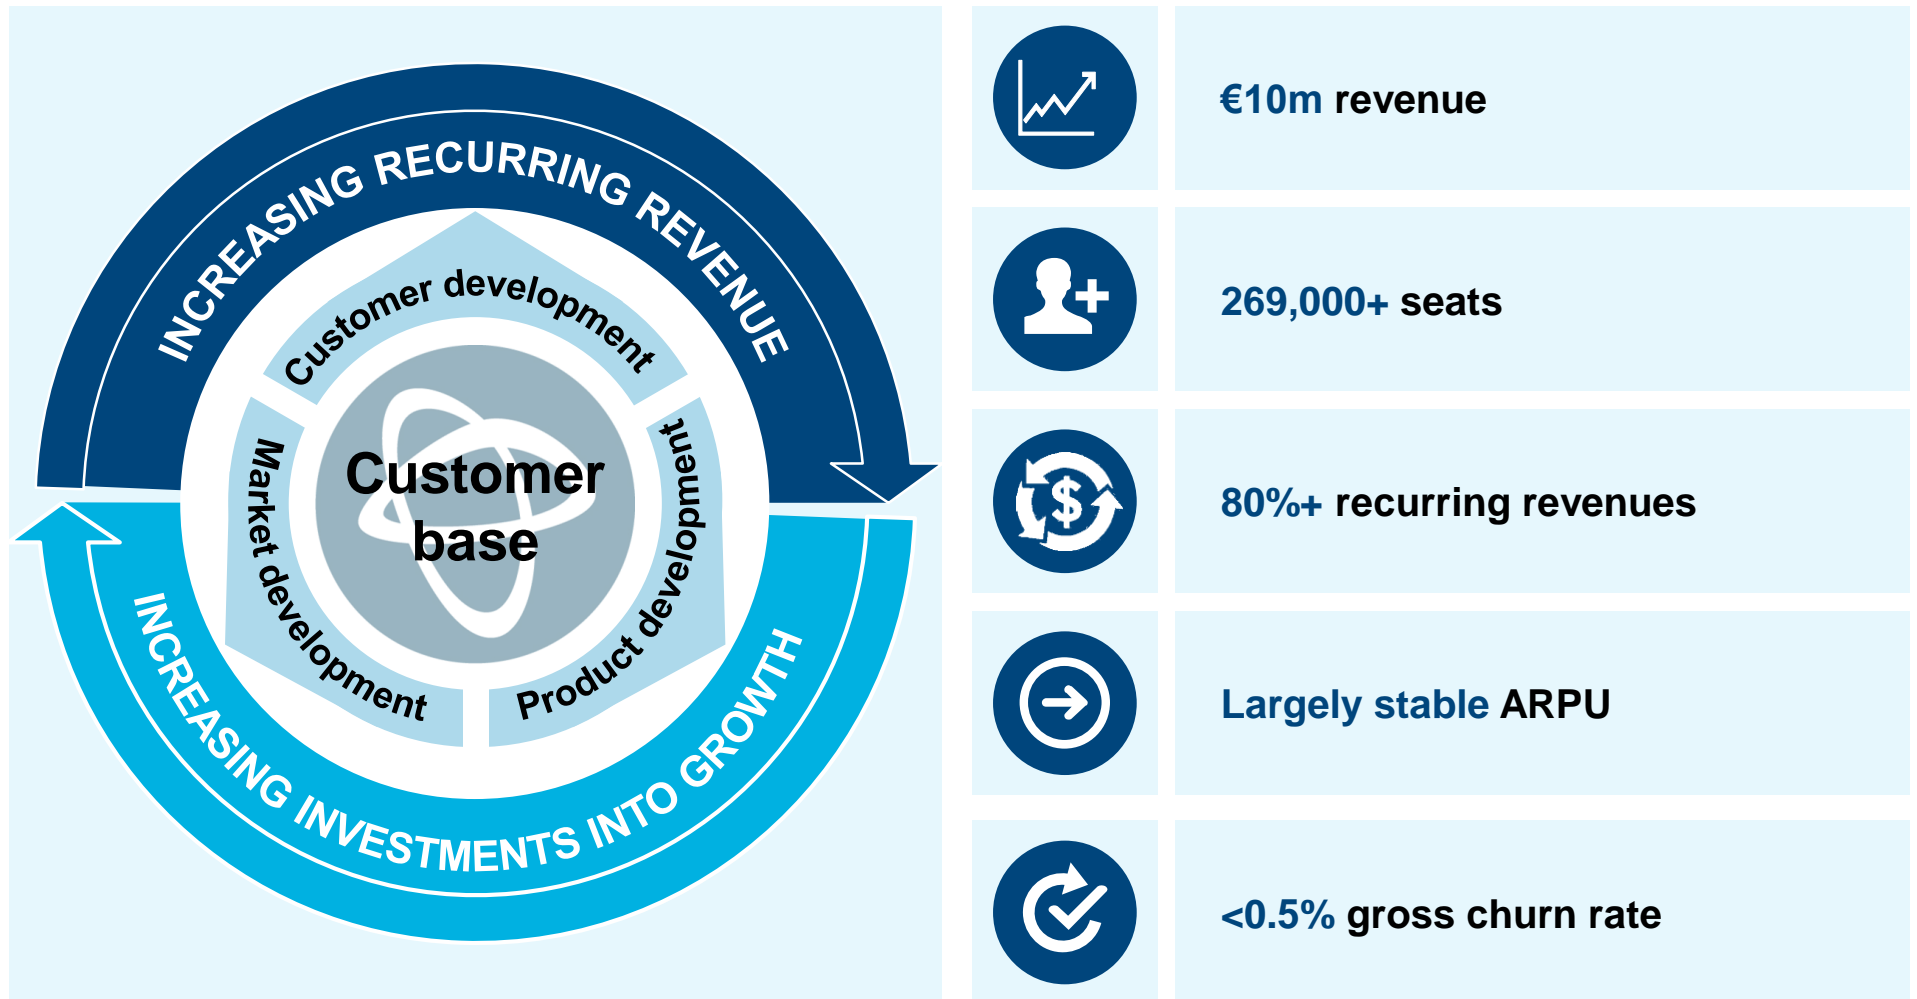 INCREASING RECURRING REVENUE
Customer development
Market development
Product development
Customer
base
INCREASING INVESTMENTS INTO GROWTH
€10m revenue
269,000+ seats
$
80%+ recurring revenues
Largely stable ARPU
<0.5% gross churn rate